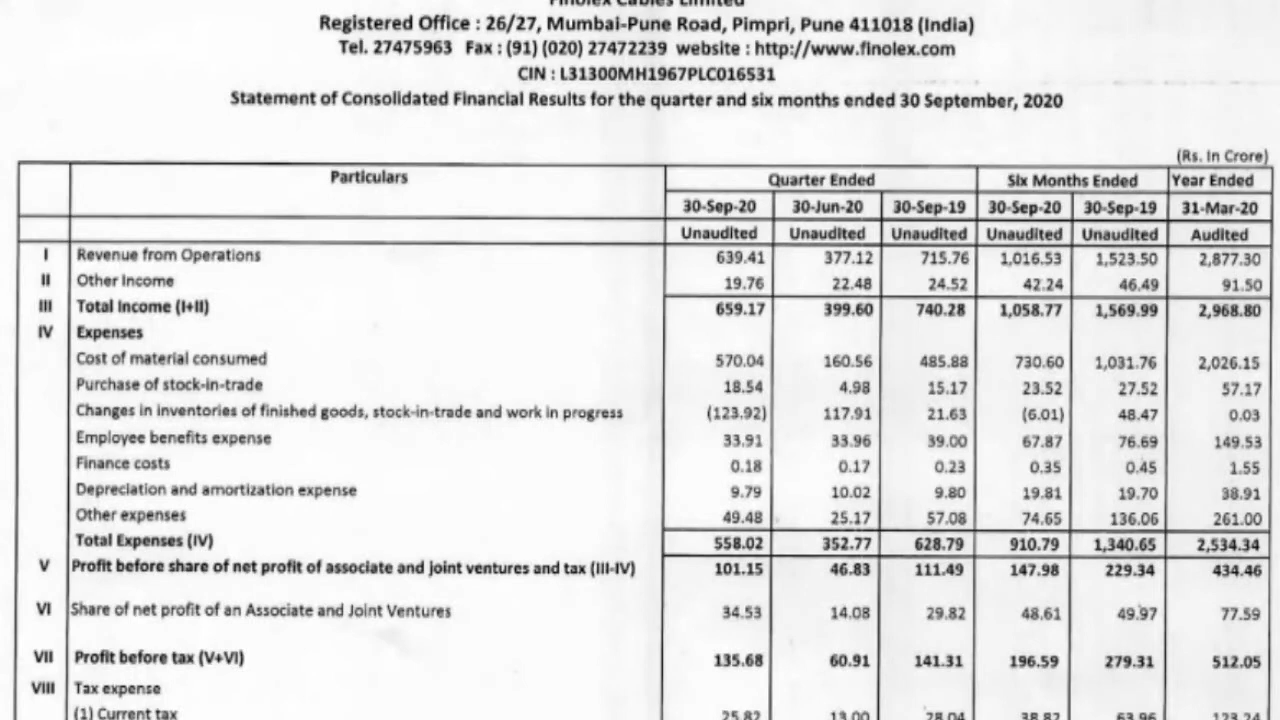 Finolex Cables Limited
Registered Office : 26/27, Mumbai-Pune Road, Pimpri, Pune 411018 (India)
Tel. 27475963 Fax : (91) (020) 27472239 website : http://www.finolex.com
CIN : L31300MH1967PLC016531
Statement of Consolidated Financial Results for the quarter and six months ended 30 September, 2020
(Rs. In Crore)
Particulars Quarter Ended Six Months Ended Year Ended
30-Sep-20 30-Jun-20 30-Sep-19 30-Sep-20 30-Sep-19 31-Mar-20
Unaudited Unaudited Unaudited Unaudited Unaudited Audited
I Revenue from Operations 639.41 377.12 715.76 1,016.53 1,523.50 2,877.30
II Other Income 19.76 22.48 24.52 42.24 46.49 91.50
III Total Income (I+II) 659.17 399.60 740.28 1,058.77 1,569.99 2,968.80
IV Expenses
Cost of material consumed 570.04 160.56 485.88 730.60 1,031.76 2,026.15
Purchase of stock-in-trade 18.54 4.98 15.17 23.52 27.52 57.17
Changes in inventories of finished goods, stock-in-trade and work in progress (123.92) 117.91 21.63 (6.01) 48.47 0.03
Employee benefits expense 33.91 33.96 39.00 67.87 76.69 149.53
Finance costs 0.18 0.17 0.23 0.35 0.45 1.55
Depreciation and amortization expense 9.79 10.02 9.80 19.81 19.70 38.91
Other expenses 49.48 25.17 57.08 74.65 136.06 261.00
Total Expenses (IV) 558.02 352.77 628.79 910.79 1,340.65 2,534.34
V Profit before share of net profit of associate and joint ventures and tax (III-IV) 101.15 46.83 111.49 147.98 229.34 434.46
VI Share of net profit of an Associate and Joint Ventures 34.53 14.08 29.82 48.61 49.97 77.59
VII Profit before tax (V+VI) 135.68 60.91 141.31 196.59 279.31 512.05
VIII Tax expense
(1) Current tax 25.82 13.00 28.04 38.82 63.96 123.24